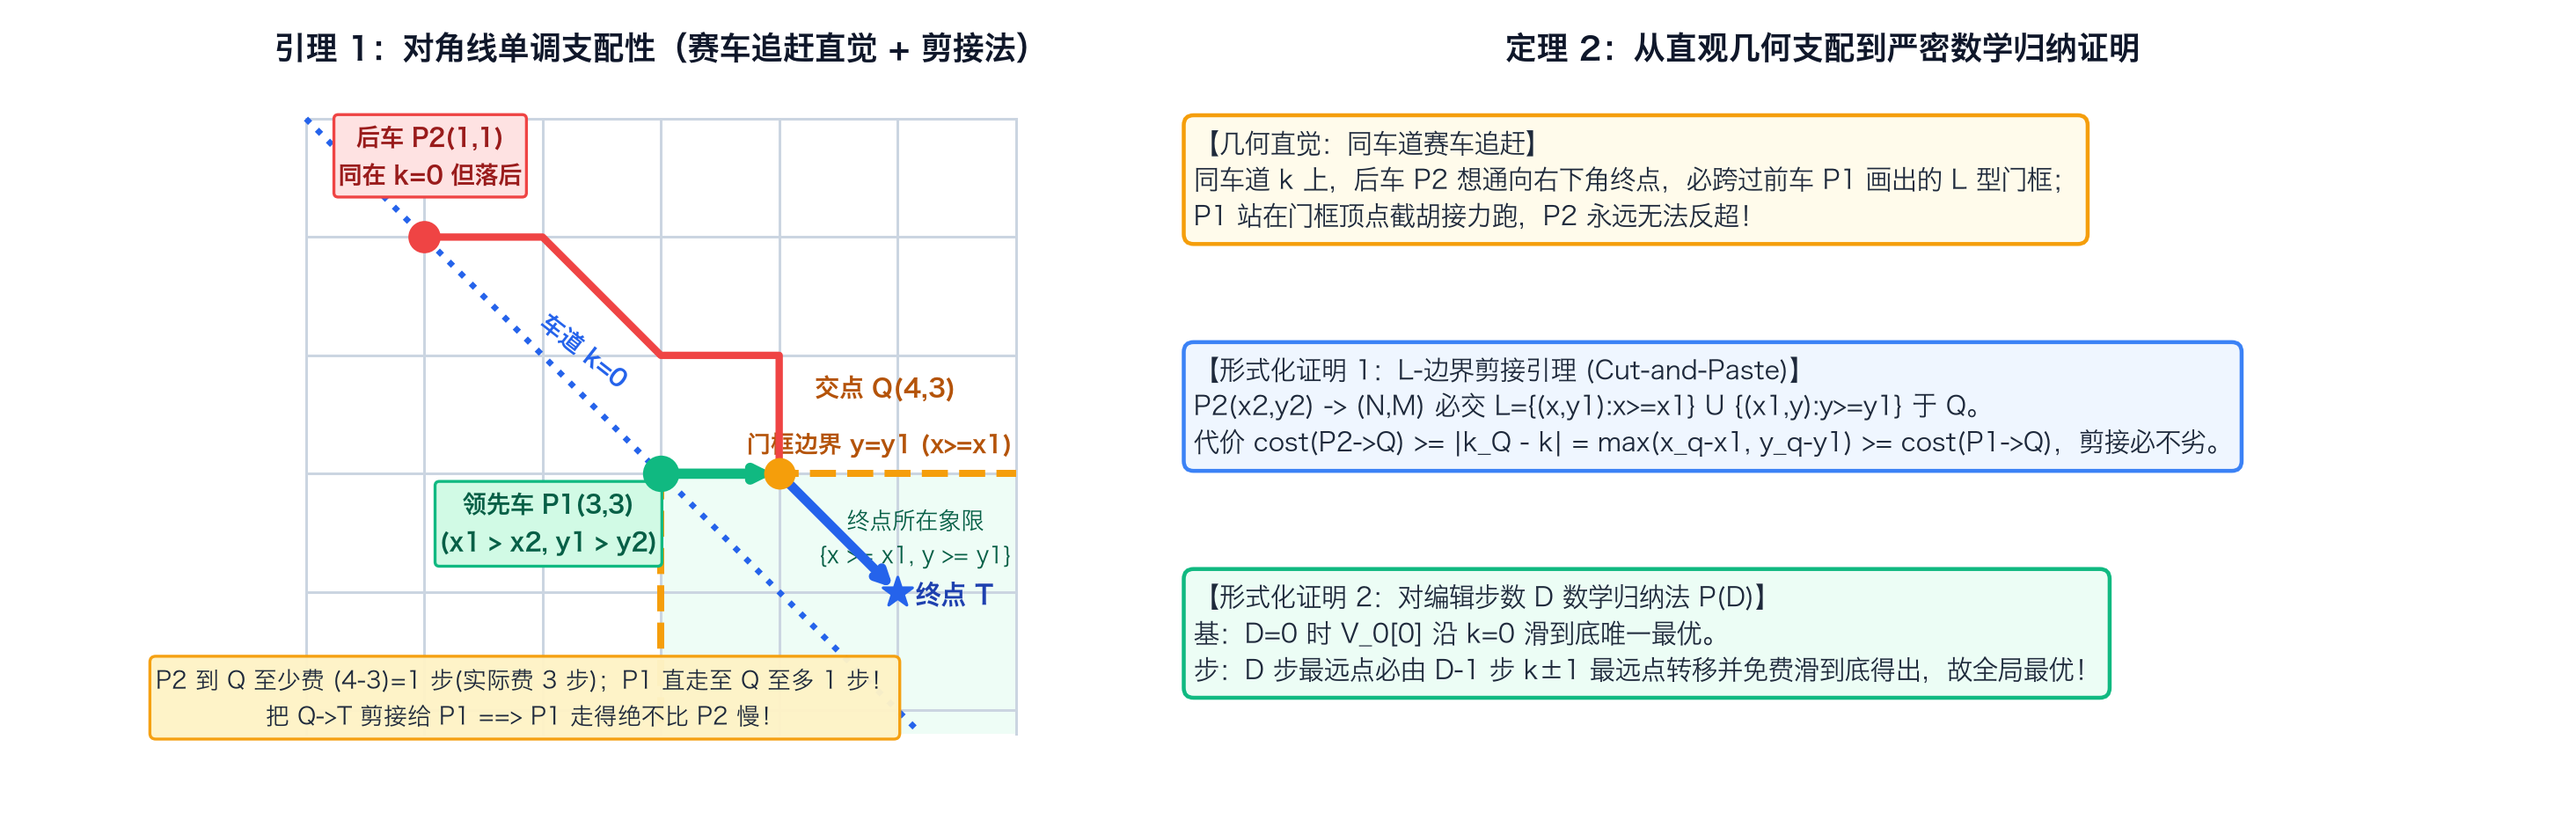 引理 1：对角线单调支配性（赛车追赶直觉 + 剪接法）
后车 P2(1,1)
同在 k=0 但落后
车道 k=0
交点 Q(4,3)
门框边界 y=y1 (x>=x1)
领先车 P1(3,3)
(x1 > x2, y1 > y2)
终点所在象限
{x >= x1, y >= y1}
终点 T
P2 到 Q 至少费 (4-3)=1 步(实际费 3 步)；P1 直走至 Q 至多 1 步！
把 Q->T 剪接给 P1 ==> P1 走得绝不比 P2 慢！
定理 2：从直观几何支配到严密数学归纳证明
【几何直觉：同车道赛车追赶】
同车道 k 上，后车 P2 想通向右下角终点，必跨过前车 P1 画出的 L 型门框；
P1 站在门框顶点截胡接力跑，P2 永远无法反超！
【形式化证明 1：L-边界剪接引理 (Cut-and-Paste)】
P2(x2,y2) -> (N,M) 必交 L={(x,y1):x>=x1} U {(x1,y):y>=y1} 于 Q。
代价 cost(P2->Q) >= |k_Q - k| = max(x_q-x1, y_q-y1) >= cost(P1->Q)，剪接必不劣。
【形式化证明 2：对编辑步数 D 数学归纳法 P(D)】
基：D=0 时 V_0[0] 沿 k=0 滑到底唯一最优。
步：D 步最远点必由 D-1 步 k±1 最远点转移并免费滑到底得出，故全局最优！